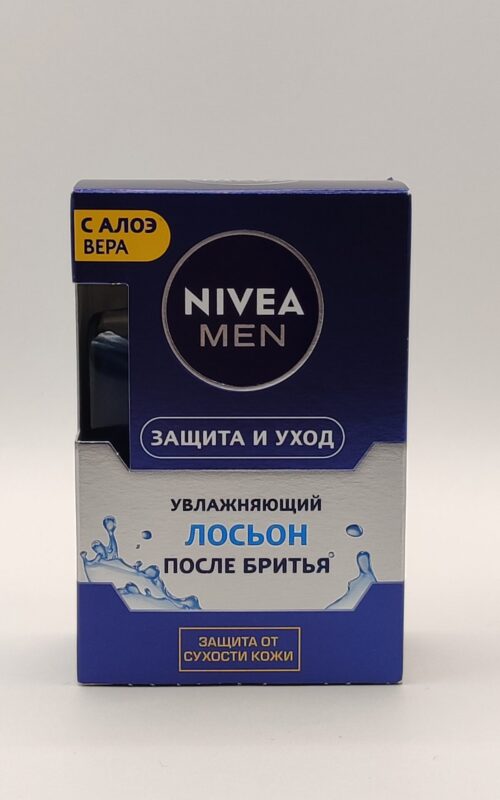 С АЛОЭ
ВЕРА
NIVEA
MEN
ЗАЩИТА И УХОД
УВЛАЖНЯЮЩИЙ
ЛОСЬОН
ПОСЛЕ БРИТЬЯ
ЗАЩИТА ОТ
СУХОСТИ КОЖИ